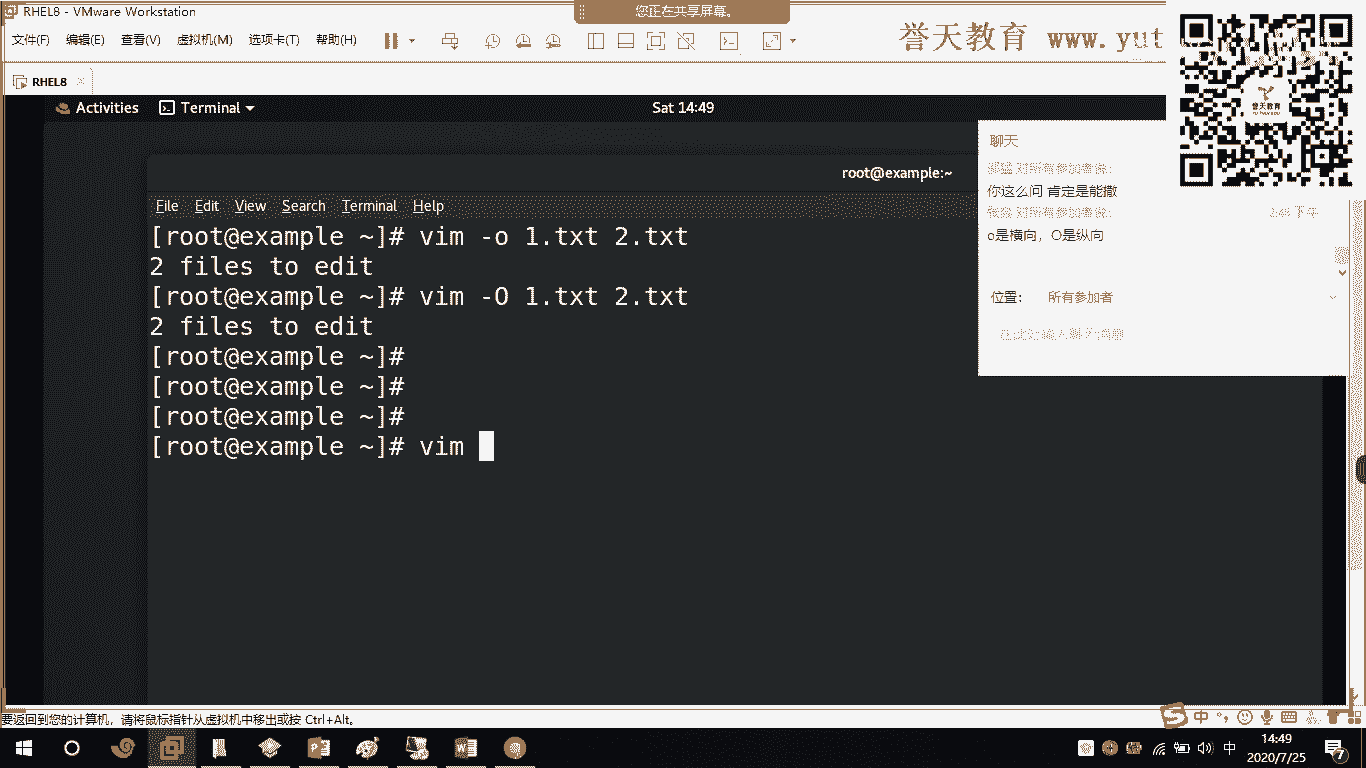 RHEL8 - VMware Workstation
您正在共享屏幕。
文件(F) 编辑(E) 查看(V) 虚拟机(M) 选项卡(T) 帮助(H)
誉天教育 www.yut
RHEL8
誉天教育
Activities Terminal Sat 14:49
聊天
root@example:~
你这么问 肯定是能撒
o是横向，O是纵向
位置： 所有参加者
File Edit View Search Terminal Help
[root@example ~]# vim -o 1.txt 2.txt
2 files to edit
[root@example ~]# vim -O 1.txt 2.txt
2 files to edit
[root@example ~]#
[root@example ~]#
[root@example ~]#
[root@example ~]# vim
要返回到您的计算机，请将鼠标指针从虚拟机中移出或按 Ctrl+Alt。
中
中
14:49
2020/7/25
7